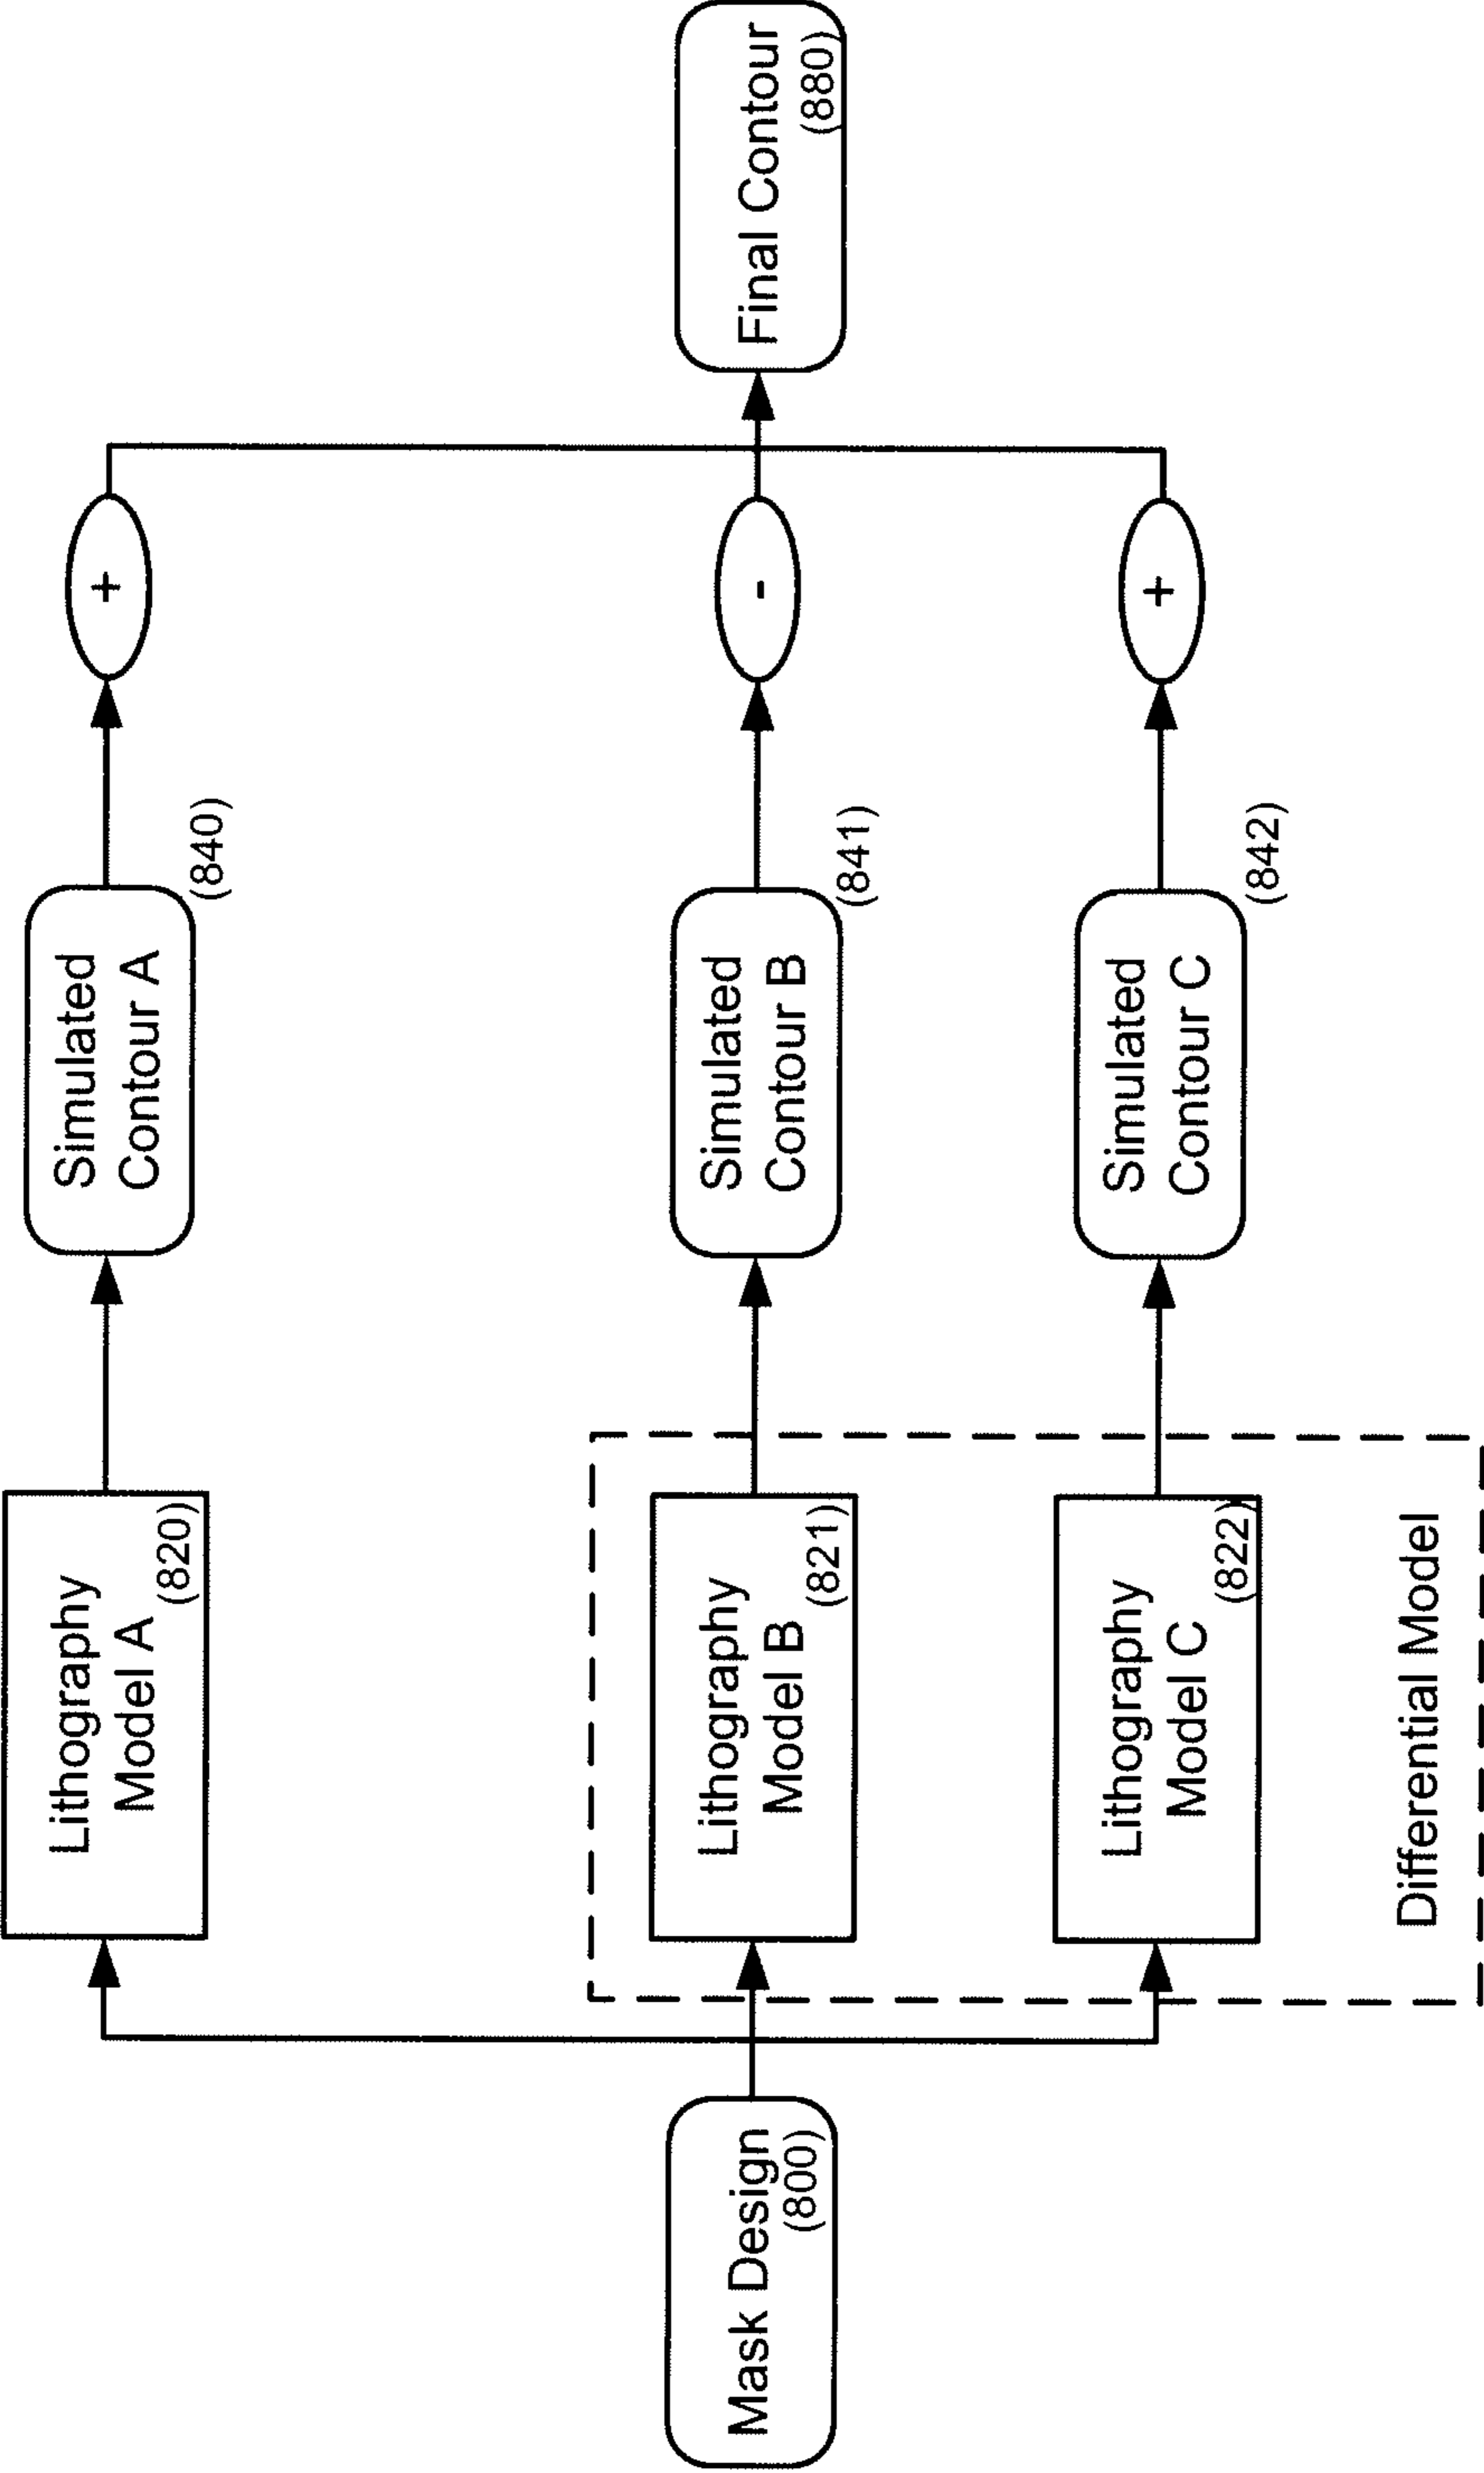 Mask Design
(800)
Lithography
Model A
(820)
Lithography
Model B
(821)
Lithography
Model C
(822)
Differential Model
Simulated
Contour A
(840)
Simulated
Contour B
(841)
Simulated
Contour C
(842)
+
-
+
Final Contour
(880)